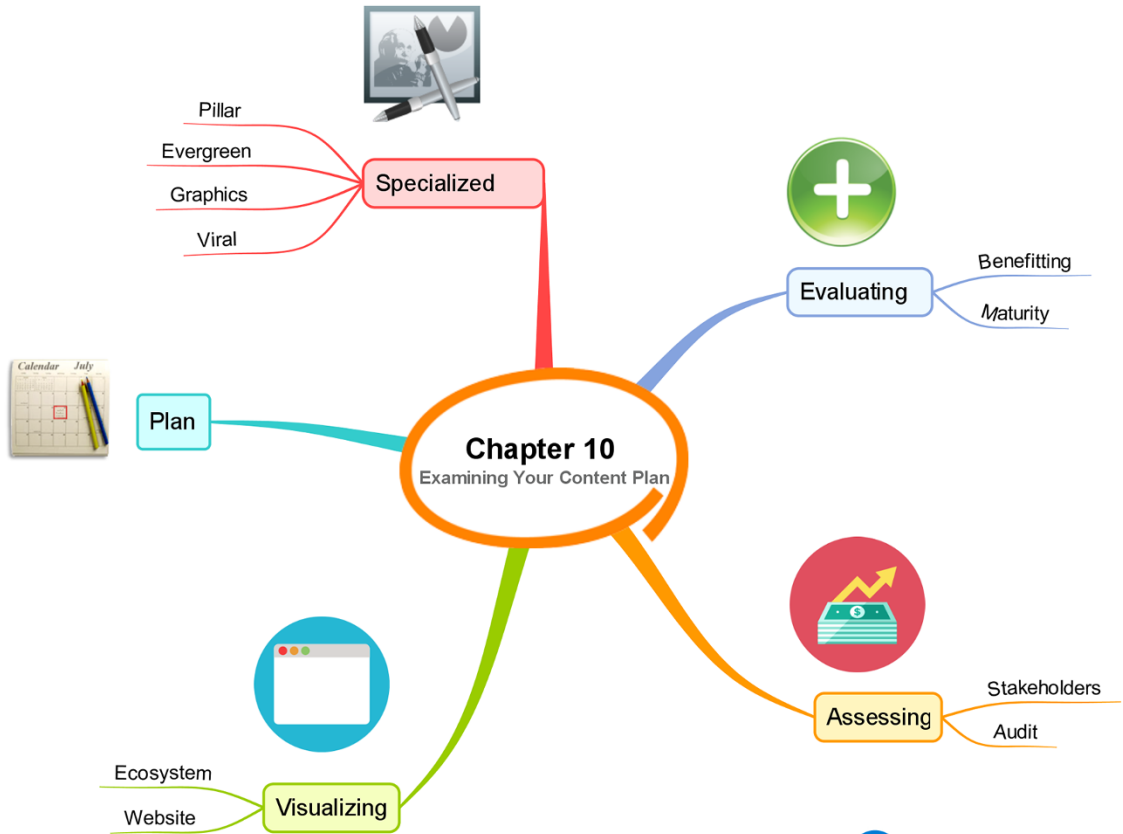 Pillar
Evergreen
Graphics
Viral
Specialized
Benefitting
Maturity
Evaluating
Calendar July
Plan
Chapter 10
Examining Your Content Plan
$
Stakeholders
Audit
Assessing
Ecosystem
Website
Visualizing